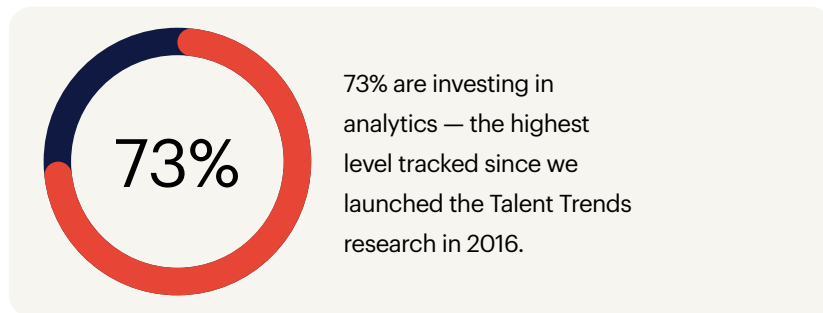 73%
73% are investing in
analytics — the highest
level tracked since we
launched the Talent Trends
research in 2016.